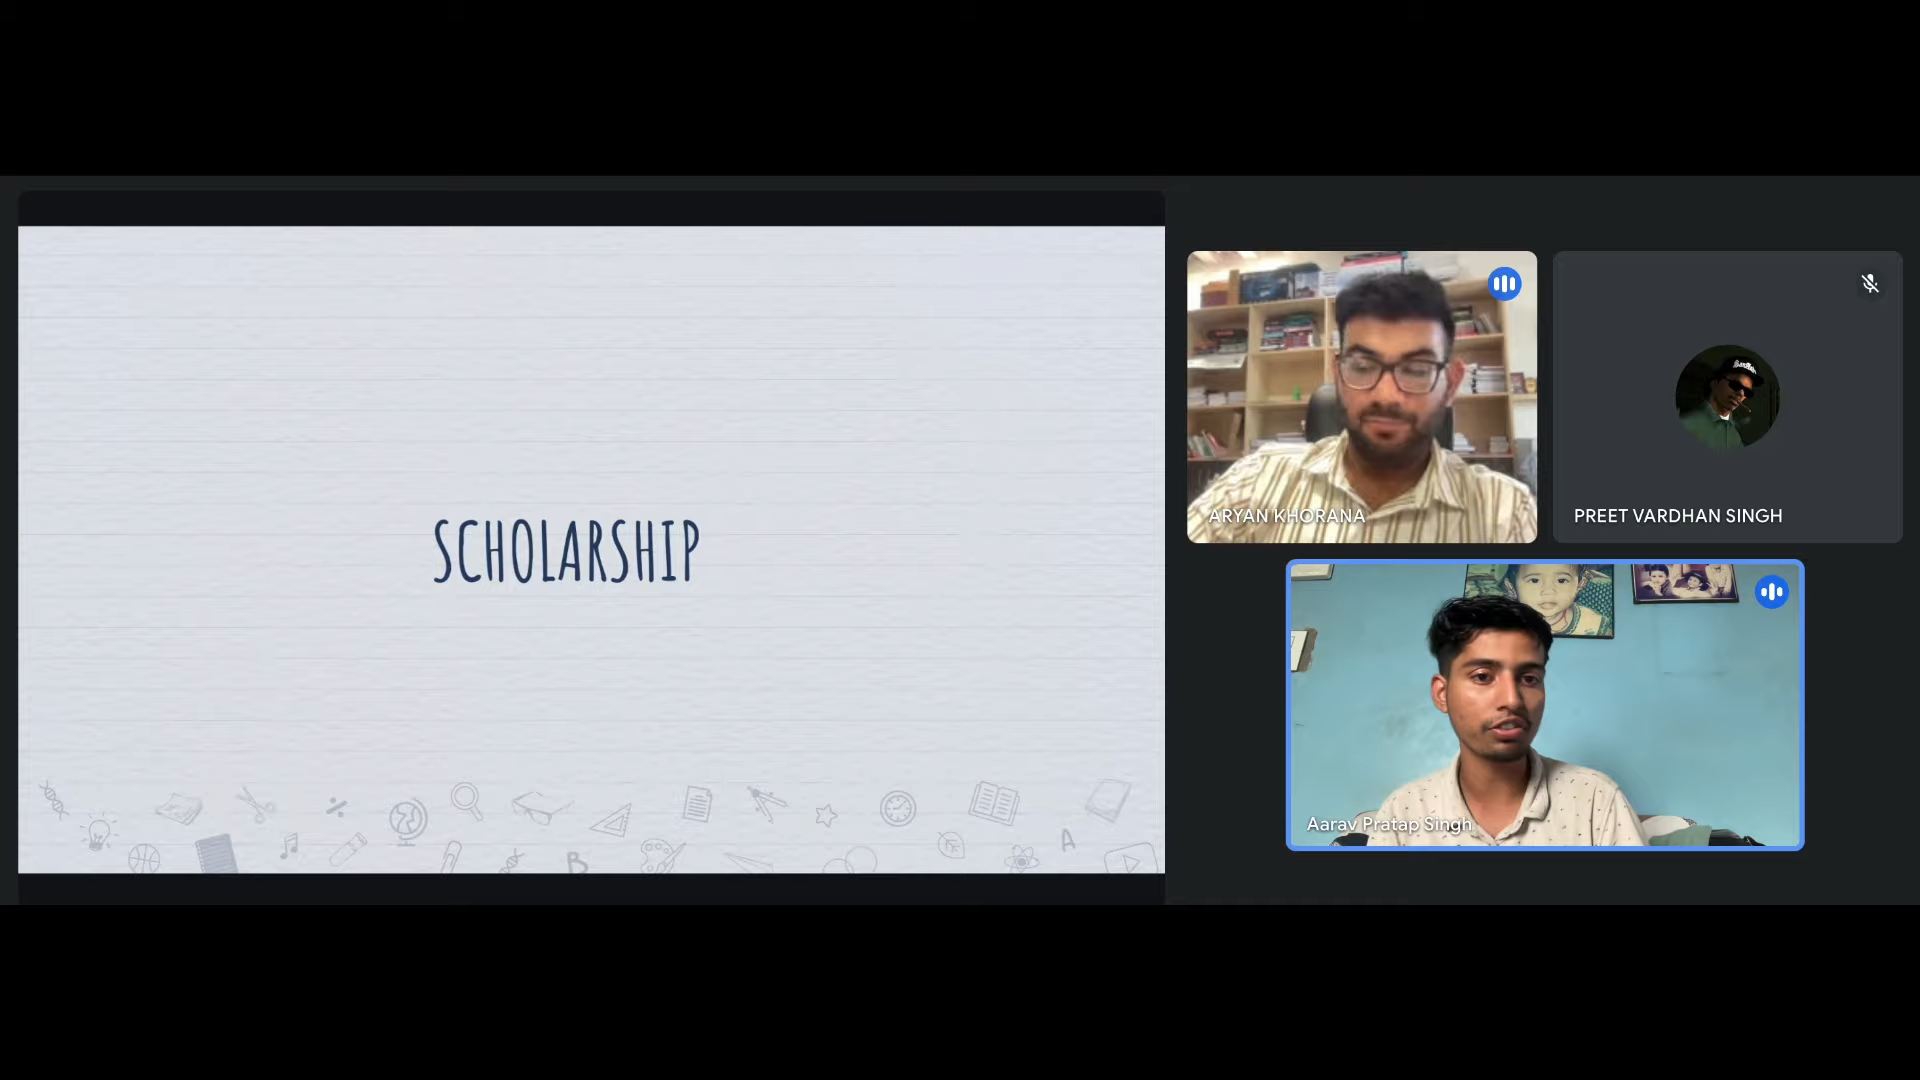 SCHOLARSHIP
ARYAN KHORANA
PREET VARDHAN SINGH
Aarav Pratap Singh